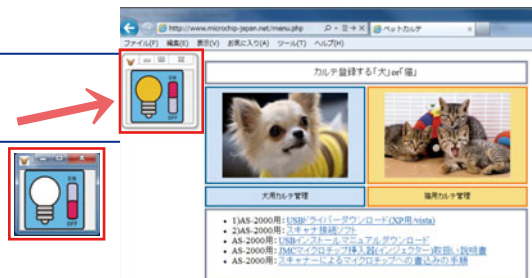 http://www.microchip-japan.net/menu.php
ペットカルテ
ファイル(F) 編集(E) 表示(V) お気に入り(A) ツール(T) ヘルプ(H)
カルテ登録する「犬」or「猫」
ON
OFF
ON
OFF
犬用カルテ管理
猫用カルテ管理
• 1)AS-2000用: USBドライバーダウンロード(XP用/vista)
• 2)AS-2000用: スキャナ接続ソフト
• AS-2000用: USBインストールマニュアルダウンロード
• AS-2000用: JMCマイクロチップ挿入器(インジェクター)取扱い説明書
• AS-2000用: スキャナーによるマイクロチップへの書込みの手順